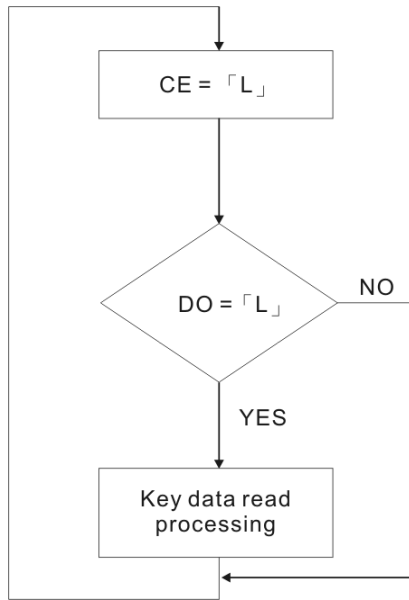 CE = 「L」
DO = 「L」
NO
YES
Key data read
processing